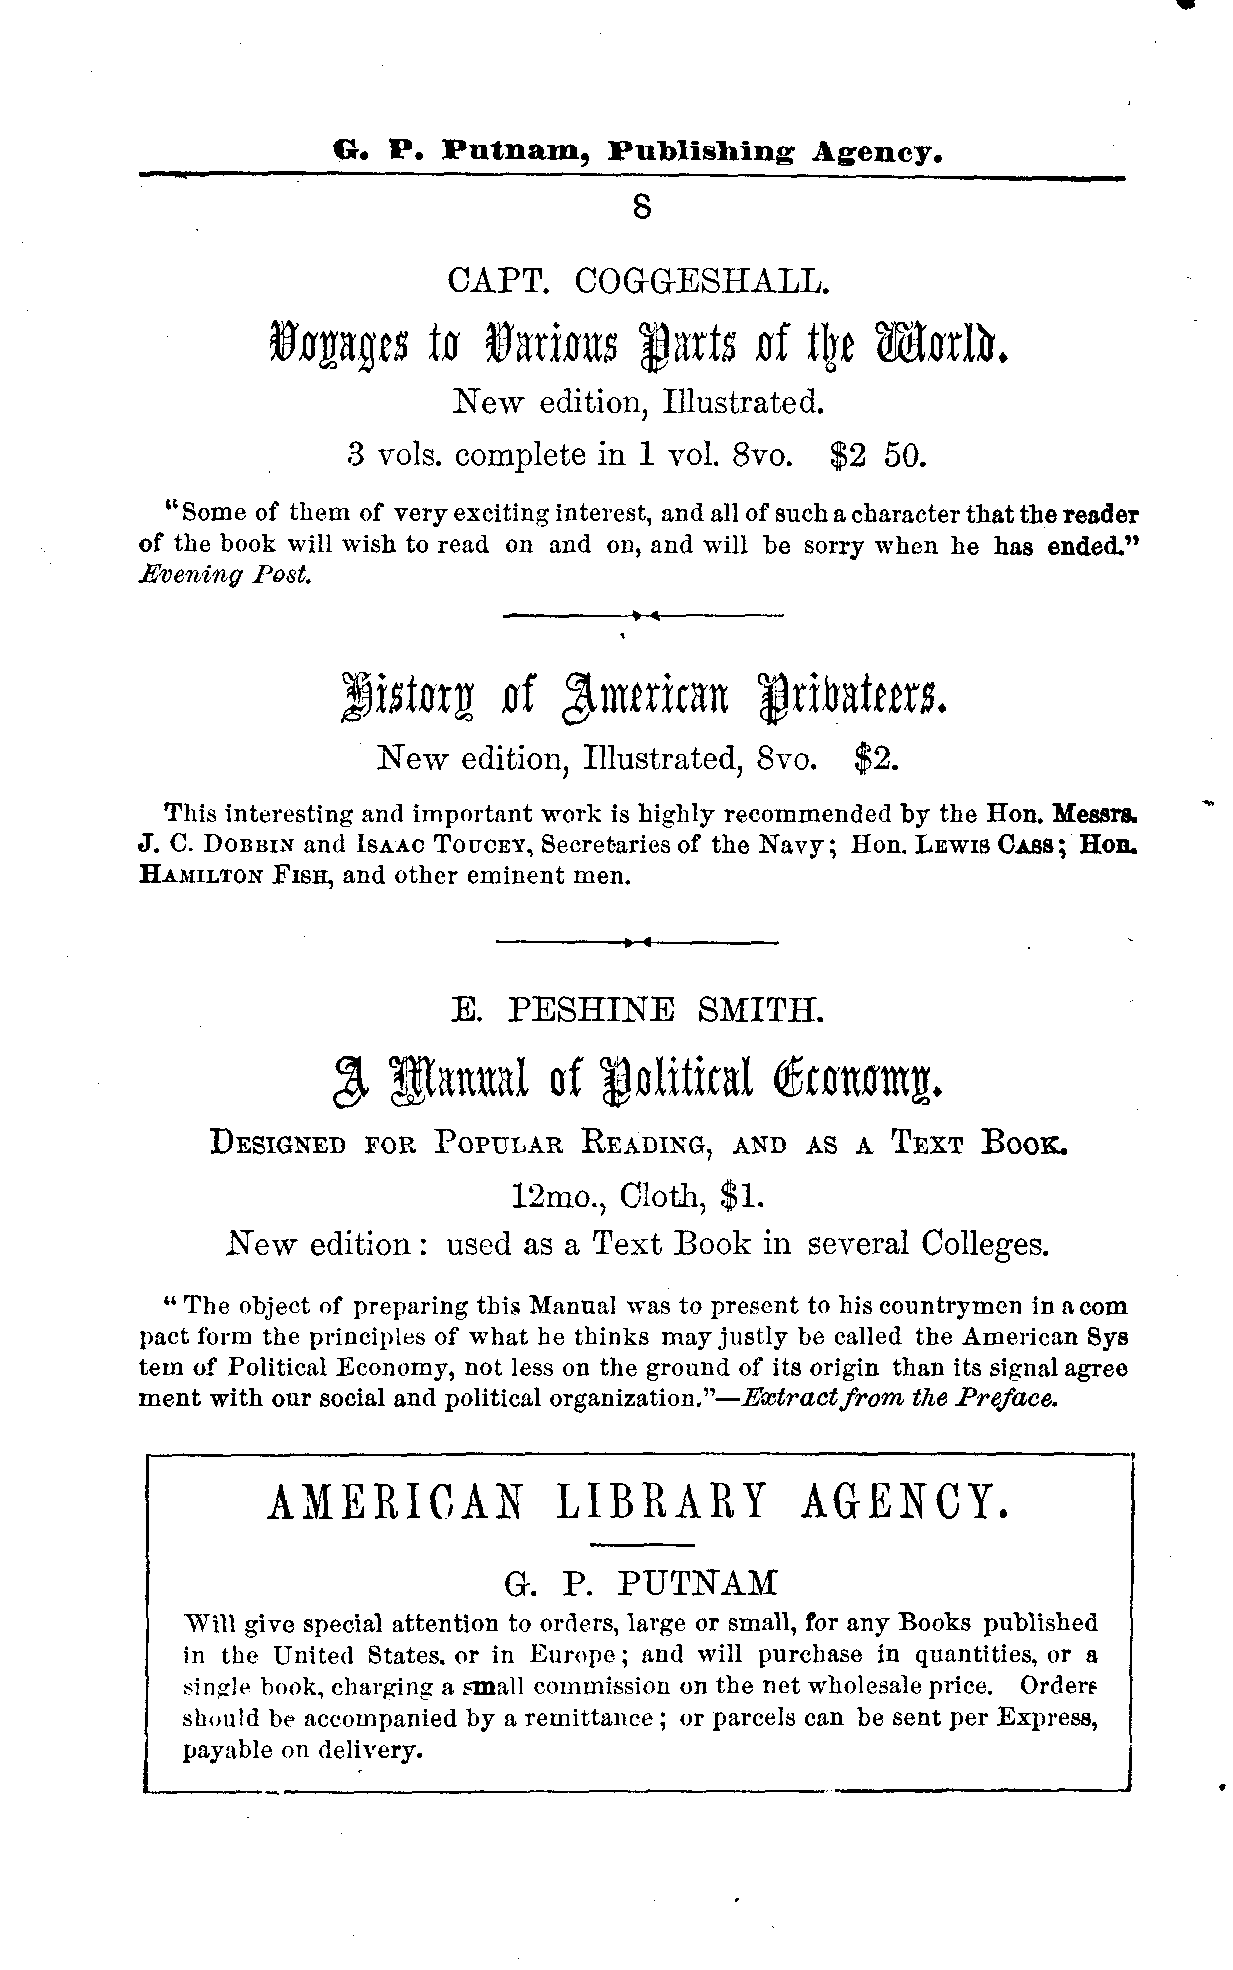 G. P. Putnam, Publishing Agency.
8
CAPT. COGGESHALL.
Voyages to Various Parts of the World.
New edition, Illustrated.
3 vols. complete in 1 vol. 8vo. $2 50.
"Some of them of very exciting interest, and all of such a character that the reader
of the book will wish to read on and on, and will be sorry when he has ended."
Evening Post.
History of American Privateers.
New edition, Illustrated, 8vo. $2.
This interesting and important work is highly recommended by the Hon. Messrs.
J. C. DOBBIN and ISAAC TOUCEY, Secretaries of the Navy; Hon. LEWIS CASS; Hon.
HAMILTON FISH, and other eminent men.
E. PESHINE SMITH.
A Manual of Political Economy.
DESIGNED FOR POPULAR READING, AND AS A TEXT BOOK.
12mo., Cloth, $1.
New edition: used as a Text Book in several Colleges.
"The object of preparing this Manual was to present to his countrymen in a com
pact form the principles of what he thinks may justly be called the American Sys
tem of Political Economy, not less on the ground of its origin than its signal agree
ment with our social and political organization."—Extract from the Preface.
AMERICAN LIBRARY AGENCY.
G. P. PUTNAM
Will give special attention to orders, large or small, for any Books published
in the United States. or in Europe; and will purchase in quantities, or a
single book, charging a small commission on the net wholesale price. Orders
should be accompanied by a remittance; or parcels can be sent per Express,
payable on delivery.